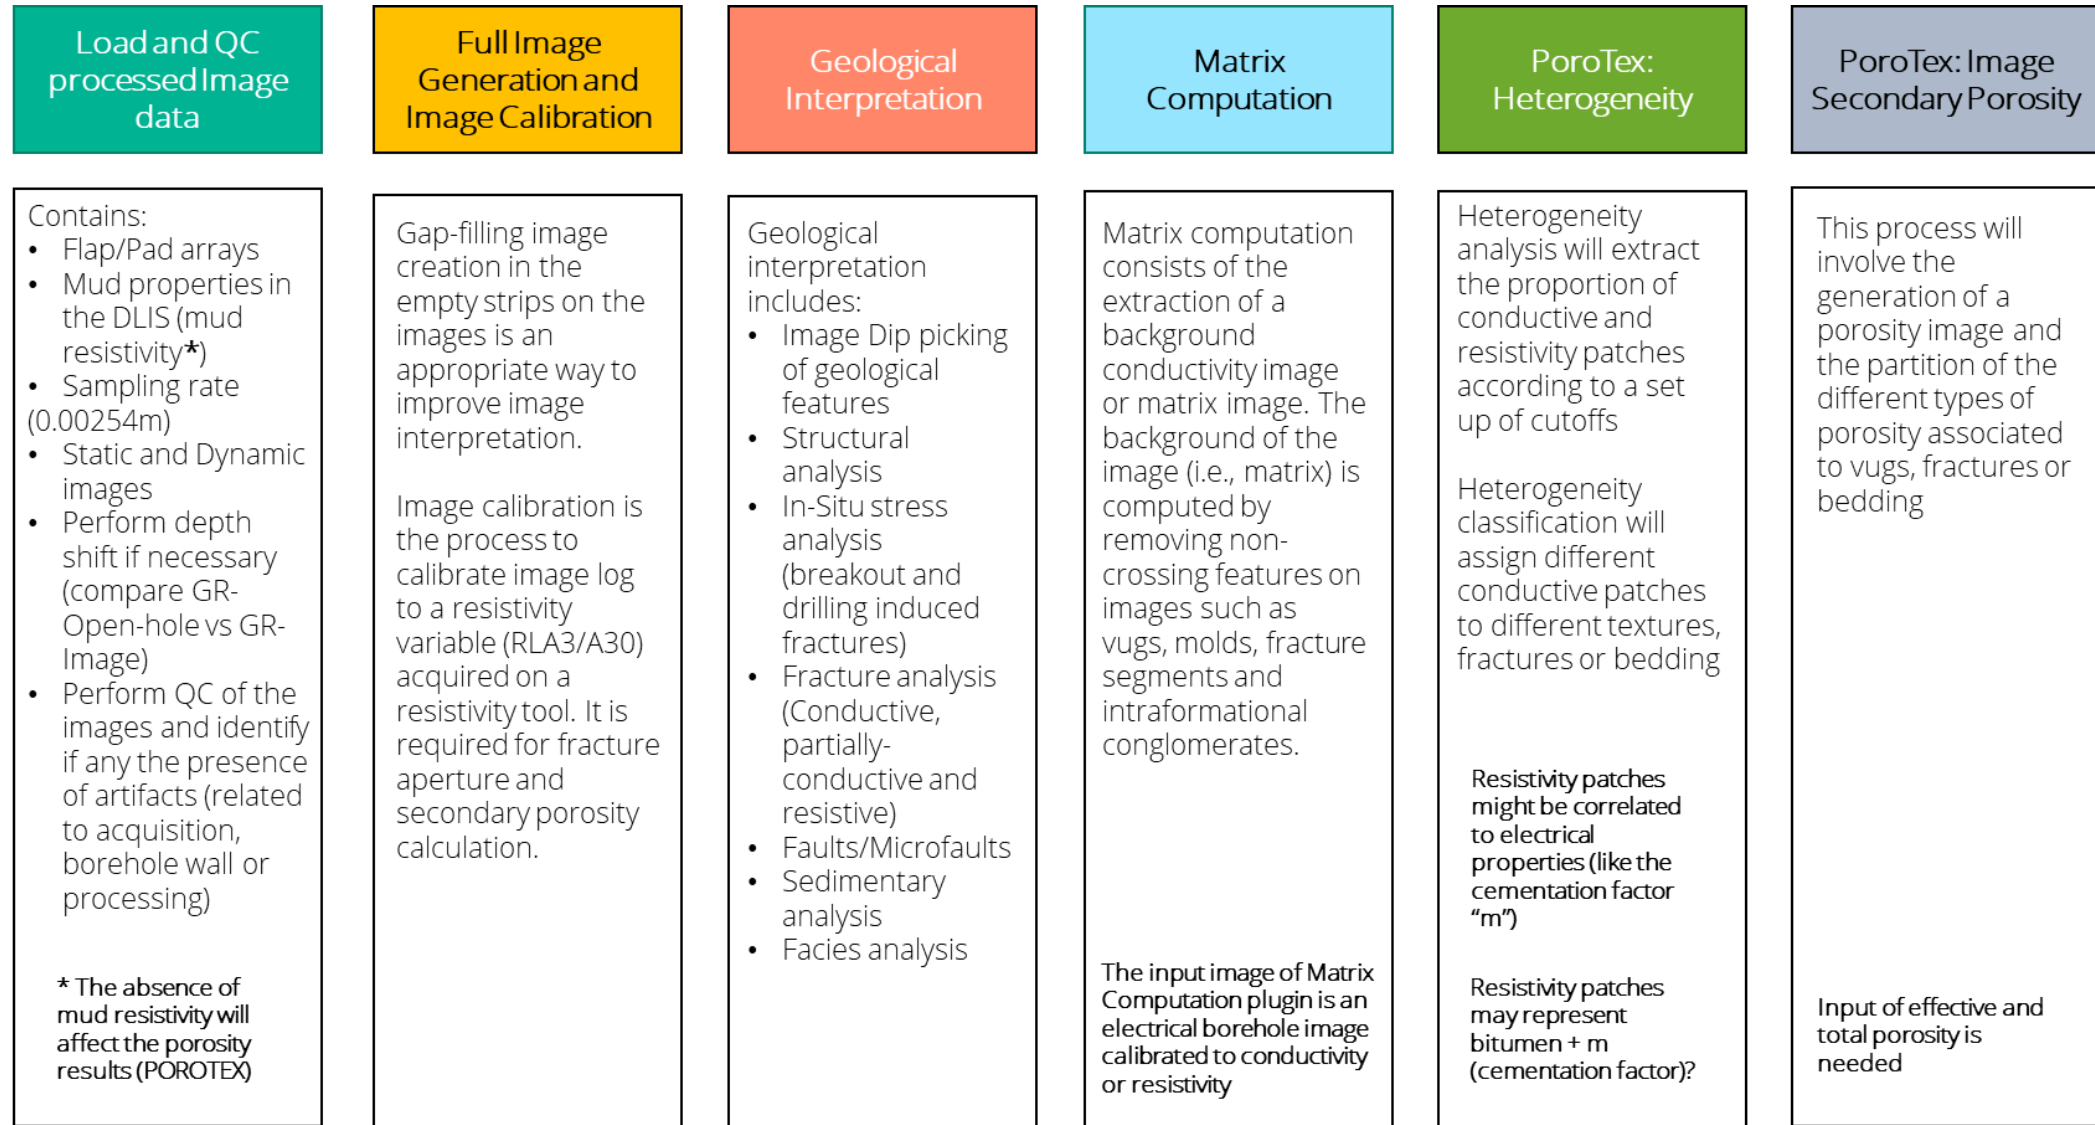 Load and QC
processed Image
data
Full Image
Generation and
Image Calibration
Geological
Interpretation
Matrix
Computation
PoroTex:
Heterogeneity
PoroTex: Image
Secondary Porosity
Contains:
• Flap/Pad arrays
• Mud properties in
the DLIS (mud
resistivity*)
• Sampling rate
(0.00254m)
• Static and Dynamic
images
• Perform depth
shift if necessary
(compare GR-
Open-hole vs GR-
Image)
• Perform QC of the
images and identify
if any the presence
of artifacts (related
to acquisition,
borehole wall or
processing)
* The absence of
mud resistivity will
affect the porosity
results (POROTEX)
Gap-filling image
creation in the
empty strips on the
images is an
appropriate way to
improve image
interpretation.
Image calibration is
the process to
calibrate image log
to a resistivity
variable (RLA3/A30)
acquired on a
resistivity tool. It is
required for fracture
aperture and
secondary porosity
calculation.
Geological
interpretation
includes:
• Image Dip picking
of geological
features
• Structural
analysis
• In-Situ stress
analysis
(breakout and
drilling induced
fractures)
• Fracture analysis
(Conductive,
partially-
conductive and
resistive)
• Faults/Microfaults
• Sedimentary
analysis
• Facies analysis
Matrix computation
consists of the
extraction of a
background
conductivity image
or matrix image. The
background of the
image (i.e., matrix) is
computed by
removing non-
crossing features on
images such as
vugs, molds, fracture
segments and
intraformational
conglomerates.
The input image of Matrix
Computation plugin is an
electrical borehole image
calibrated to conductivity
or resistivity
Heterogeneity
analysis will extract
the proportion of
conductive and
resistivity patches
according to a set
up of cutoffs
Heterogeneity
classification will
assign different
conductive patches
to different textures,
fractures or bedding
Resistivity patches
might be correlated
to electrical
properties (like the
cementation factor
“m”)
Resistivity patches
may represent
bitumen + m
(cementation factor)?
This process will
involve the
generation of a
porosity image and
the partition of the
different types of
porosity associated
to vugs, fractures or
bedding
Input of effective and
total porosity is
needed